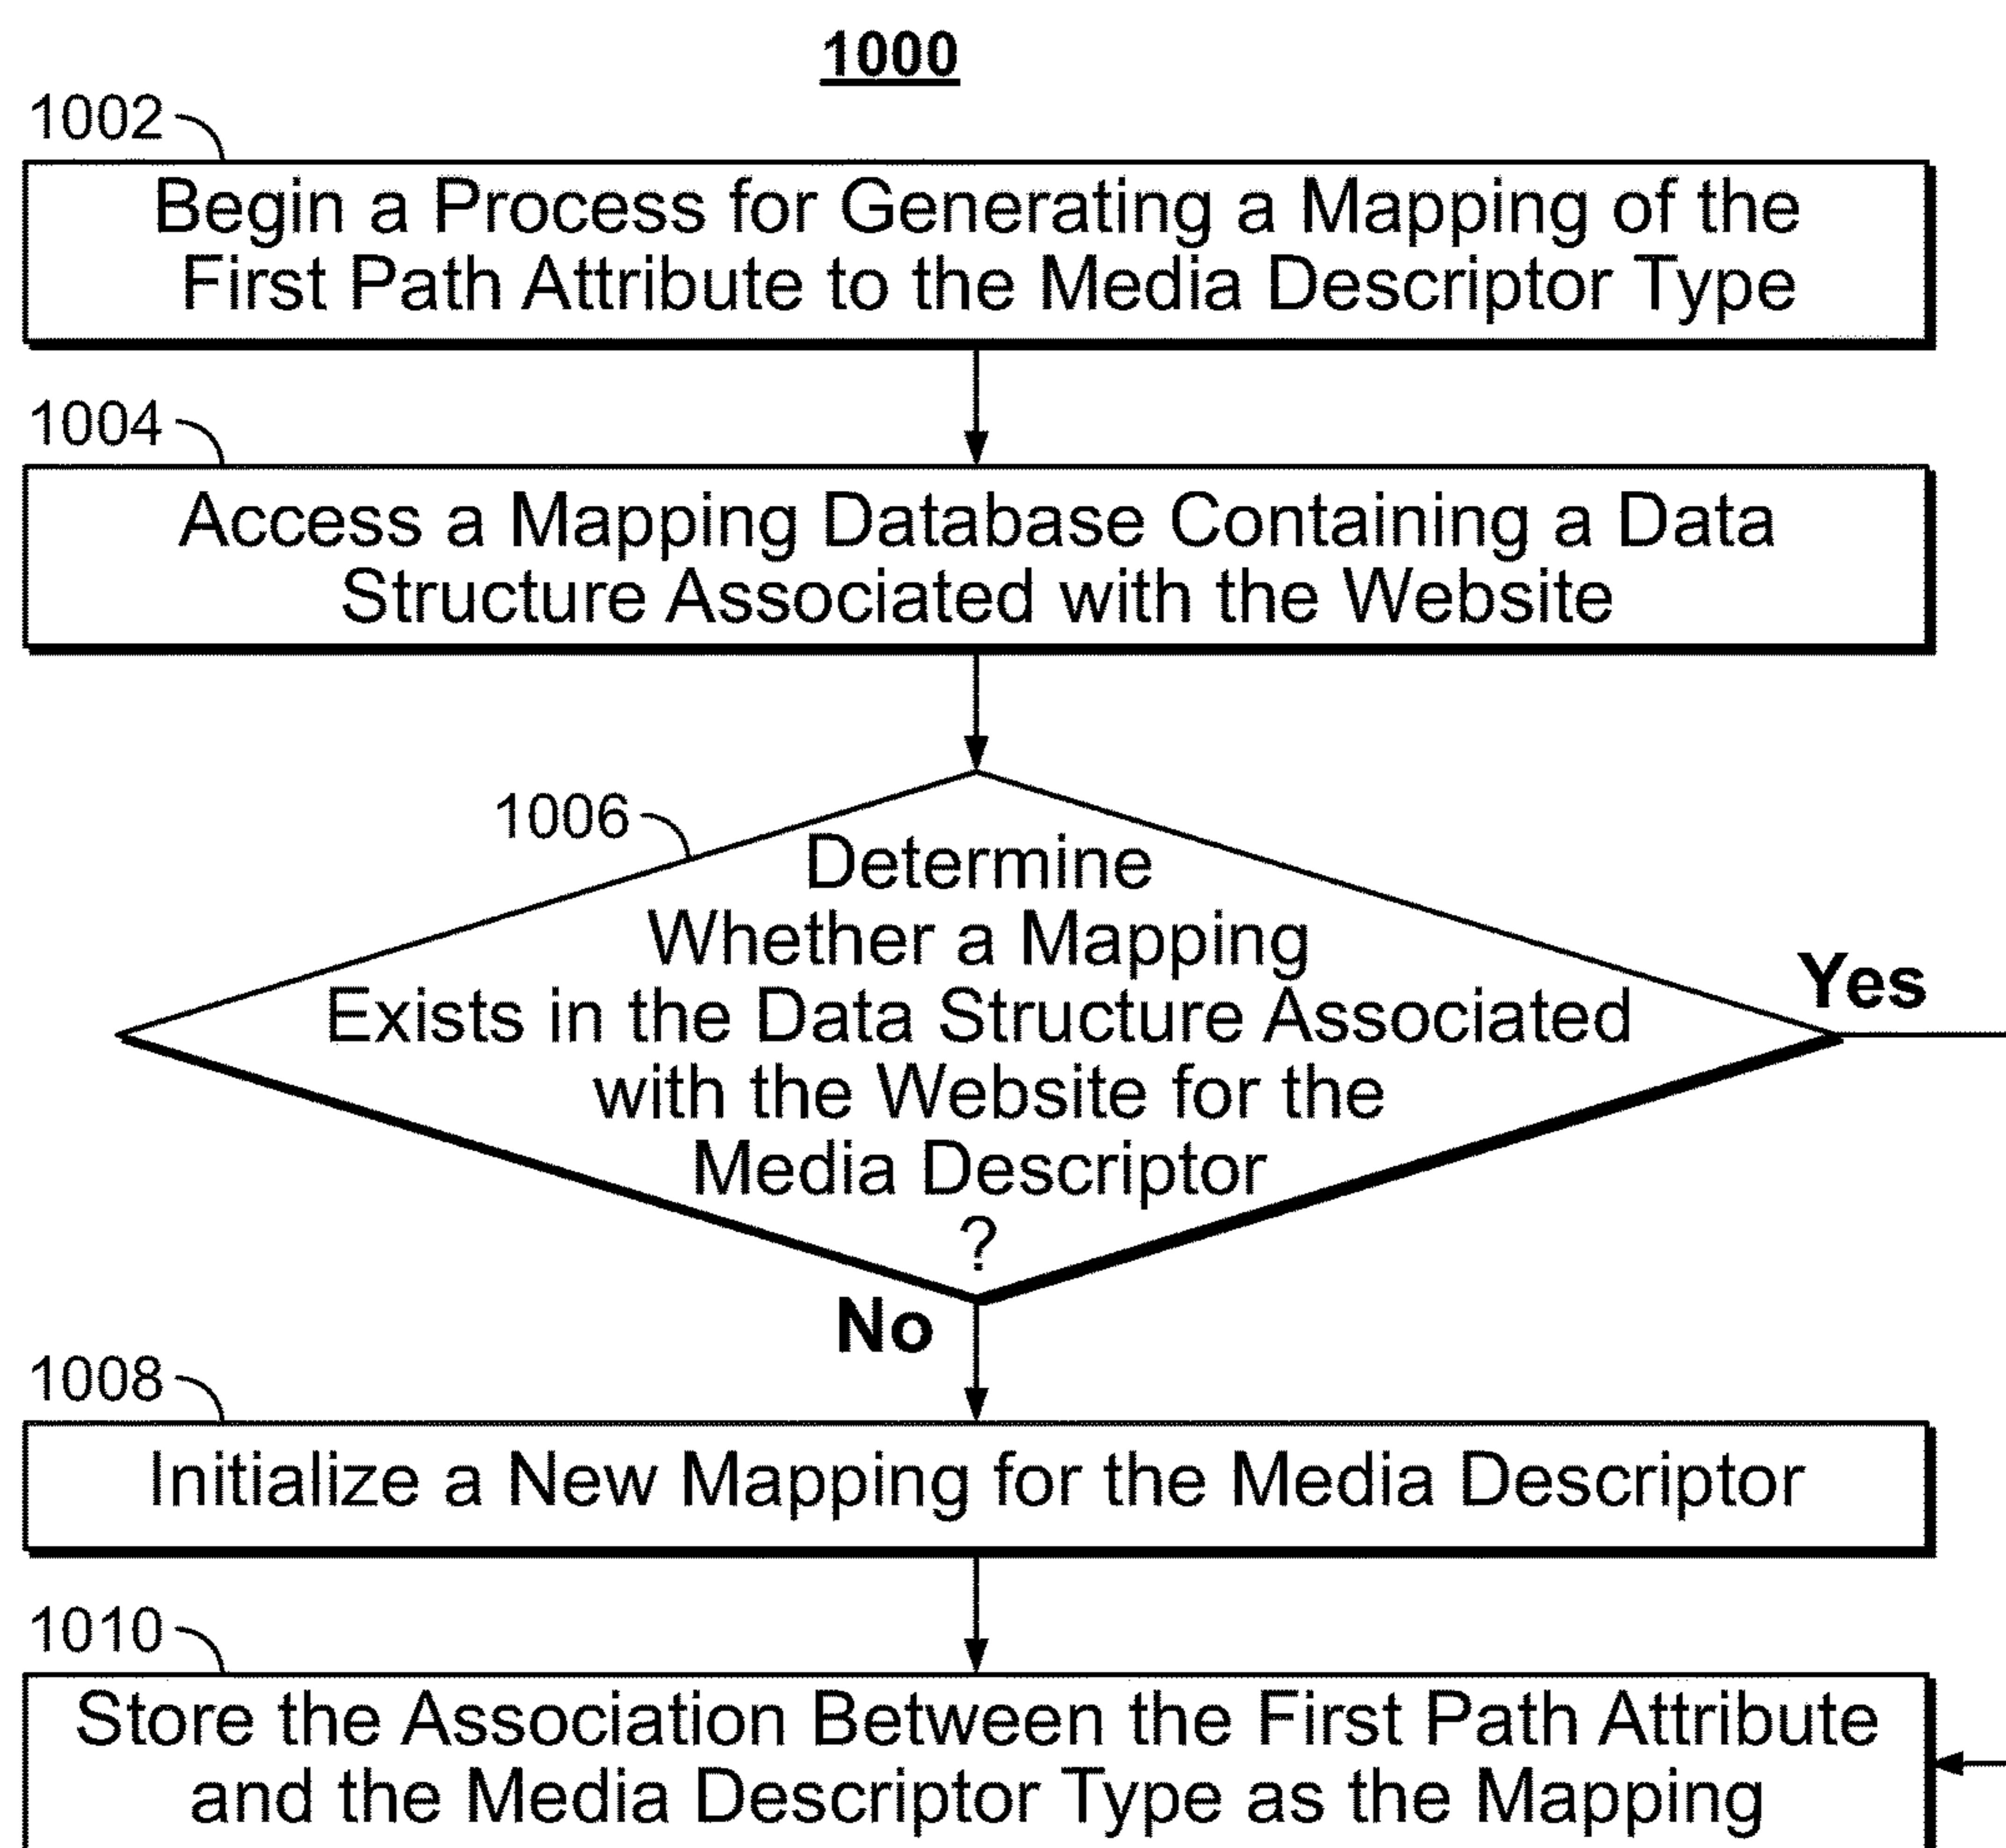 1000
1002
Begin a Process for Generating a Mapping of the
First Path Attribute to the Media Descriptor Type
1004
Access a Mapping Database Containing a Data
Structure Associated with the Website
1006
Determine
Whether a Mapping
Exists in the Data Structure Associated
with the Website for the
Media Descriptor
?
Yes
No
1008
Initialize a New Mapping for the Media Descriptor
1010
Store the Association Between the First Path Attribute
and the Media Descriptor Type as the Mapping